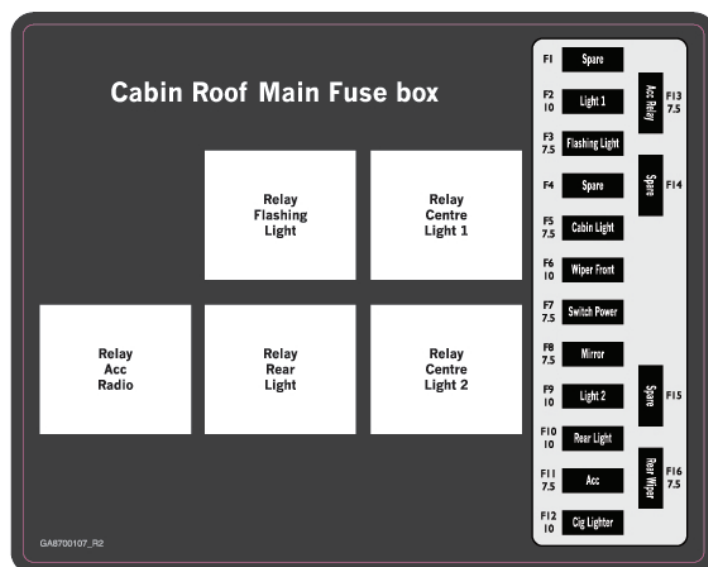 Cabin Roof Main Fuse box
Relay
Flashing
Light
Relay
Centre
Light 1
Relay
Acc
Radio
Relay
Rear
Light
Relay
Centre
Light 2
GA8700107_R2
F1
Spare
F2
10
Light 1
F3
7.5
Flashing Light
F4
Spare
F5
7.5
Cabin Light
F6
10
Wiper Front
F7
7.5
Switch Power
F8
7.5
Mirror
F9
10
Light 2
F10
10
Rear Light
F11
7.5
Acc
F12
10
Cig Lighter
Acc Relay
F13
7.5
Spare
F14
Spare
F15
Rear Wiper
F16
7.5